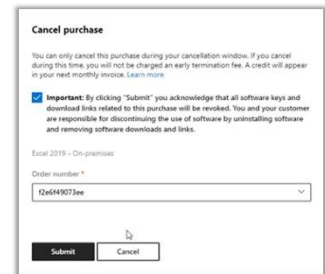 Cancel purchase
You can only cancel this purchase during your cancellation window. If you cancel
during this time, you will not be charged an early termination fee. A credit will appear
in your next monthly invoice. Learn more
Important: By clicking "Submit" you acknowledge that all software keys and
download links related to this purchase will be revoked. You and your customer
are responsible for discontinuing the use of software by uninstalling software
and removing software downloads and links.
Excel 2019 – On-premises
Order number *
f2e6f49073ee
Submit
Cancel